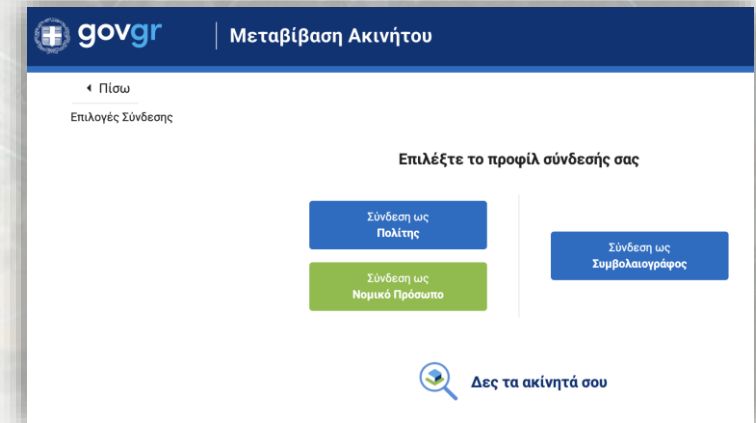 govgr
Μεταβίβαση Ακινήτου
Πίσω
Επιλογές Σύνδεσης
Επιλέξτε το προφίλ σύνδεσής σας
Σύνδεση ως
Πολίτης
Σύνδεση ως
Νομικό Πρόσωπο
Σύνδεση ως
Συμβολαιογράφος
Δες τα ακίνητά σου